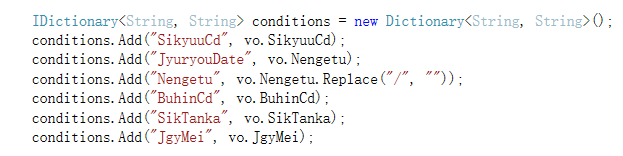 IDictionary<String, String> conditions = new Dictionary<String, String>();
conditions.Add("SikyuuCd", vo.SikyuuCd);
conditions.Add("JyuryouDate", vo.Nengetu);
conditions.Add("Nengetu", vo.Nengetu.Replace("/", ""));
conditions.Add("BuhinCd", vo.BuhinCd);
conditions.Add("SikTanka", vo.SikTanka);
conditions.Add("JgyMei", vo.JgyMei);